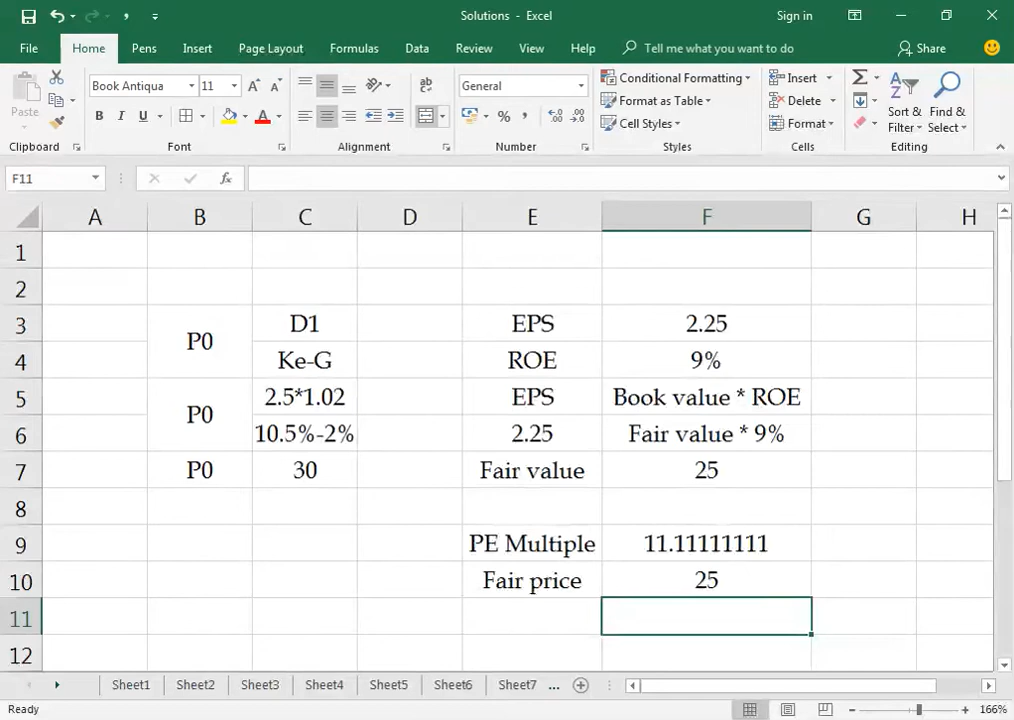 Solutions - Excel
Sign in
File Home Pens Insert Page Layout Formulas Data Review View Help Tell me what you want to do Share
Paste
Book Antiqua 11
B I U
A A
General
% ,
Conditional Formatting
Format as Table
Cell Styles
Insert
Delete
Format
Sort & Filter
Find & Select
Clipboard Font Alignment Number Styles Cells Editing
F11 fx
A B C D E F G H
1
2
3 P0 D1 EPS 2.25
4 Ke-G ROE 9%
5 P0 2.5*1.02 EPS Book value * ROE
6 10.5%-2% 2.25 Fair value * 9%
7 P0 30 Fair value 25
8
9 PE Multiple 11.11111111
10 Fair price 25
11
12
Sheet1 Sheet2 Sheet3 Sheet4 Sheet5 Sheet6 Sheet7 ...
Ready 166%